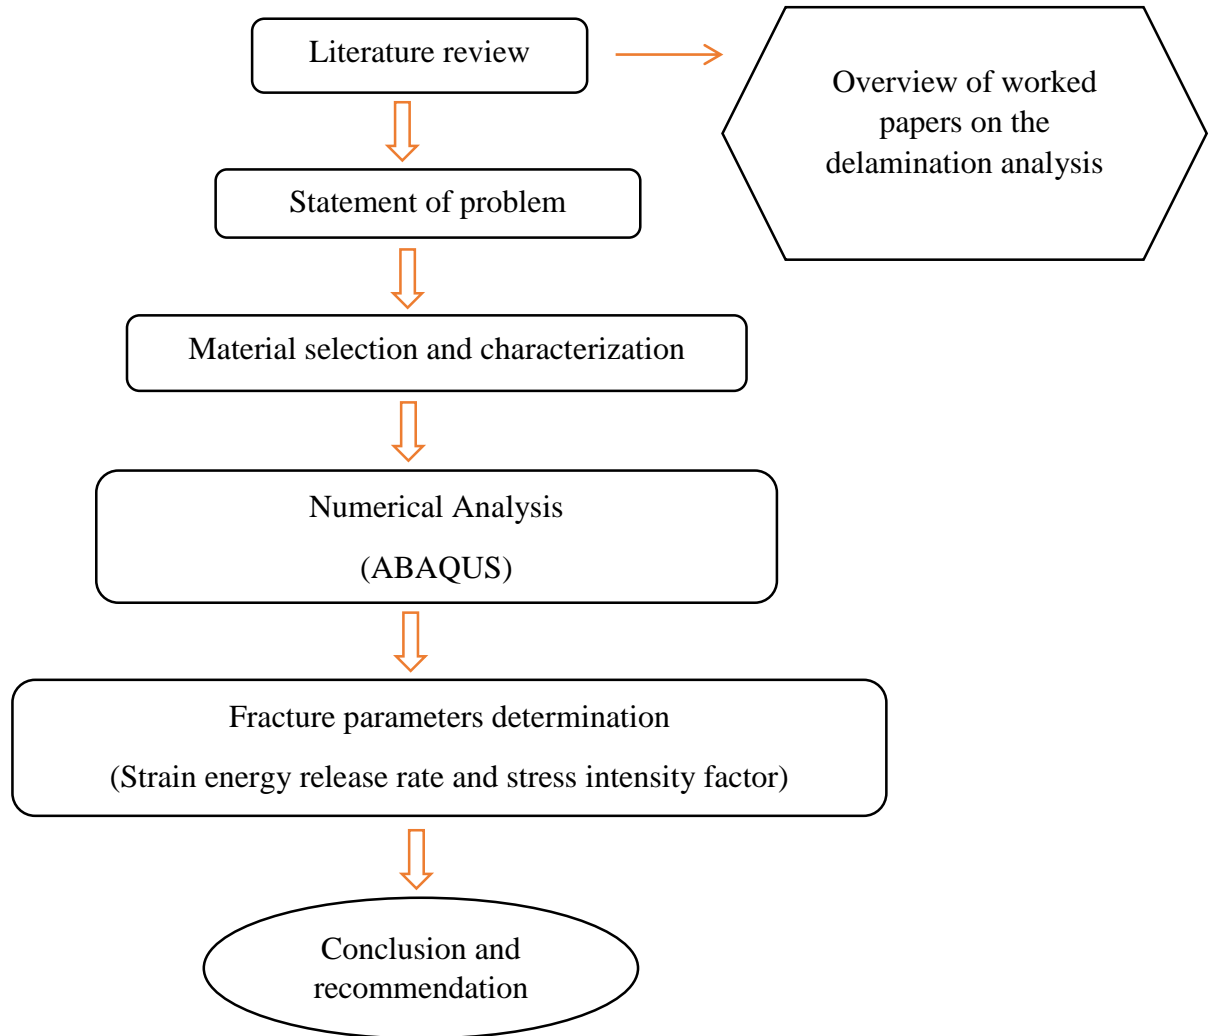 Literature review
Overview of worked
papers on the
delamination analysis
Statement of problem
Material selection and characterization
Numerical Analysis
(ABAQUS)
Fracture parameters determination
(Strain energy release rate and stress intensity factor)
Conclusion and
recommendation